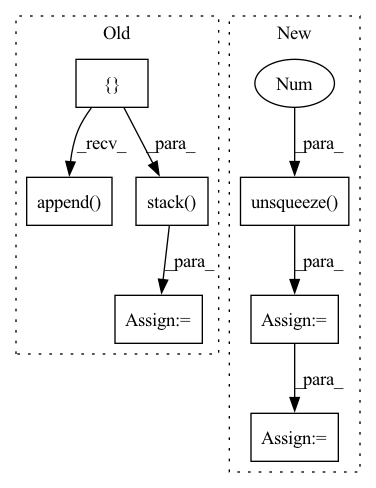 Old
New
{}
Num
_recv_
_para_
_para_
append()
stack()
unsqueeze()
_para_
_para_
Assign:=
Assign:=
_para_
Assign:=